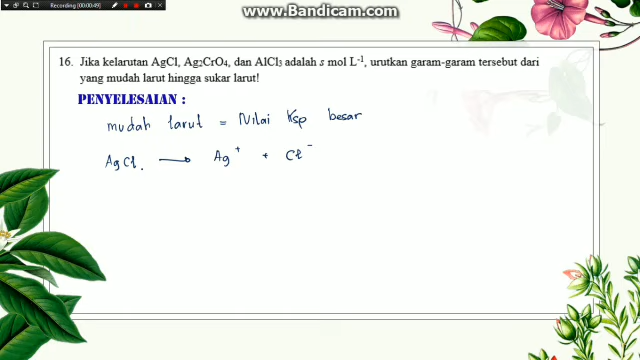 www.Bandicam.com
Recording [00:00:49]
16. Jika kelarutan AgCl, Ag₂CrO₄, dan AlCl₃ adalah s mol L⁻¹, urutkan garam-garam tersebut dari
yang mudah larut hingga sukar larut!
PENYELESAIAN :
mudah larut = Nilai Ksp besar
AgCl. → Ag⁺ + Cl⁻